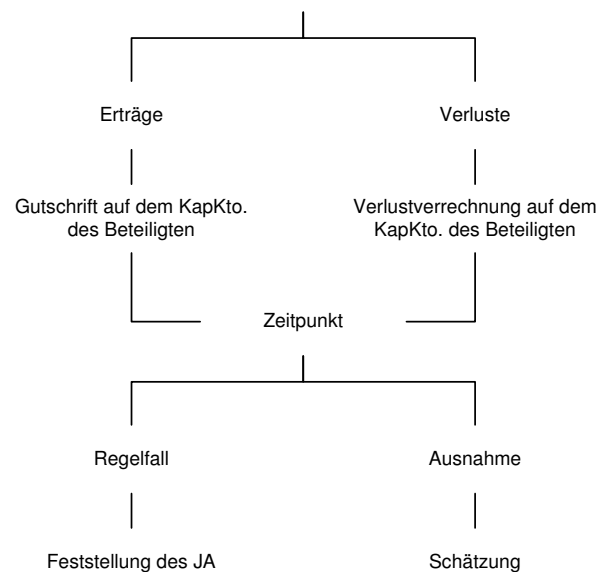 Erträge
Verluste
Gutschrift auf dem KapKto.
des Beteiligten
Verlustverrechnung auf dem
KapKto. des Beteiligten
Zeitpunkt
Regelfall
Ausnahme
Feststellung des JA
Schätzung